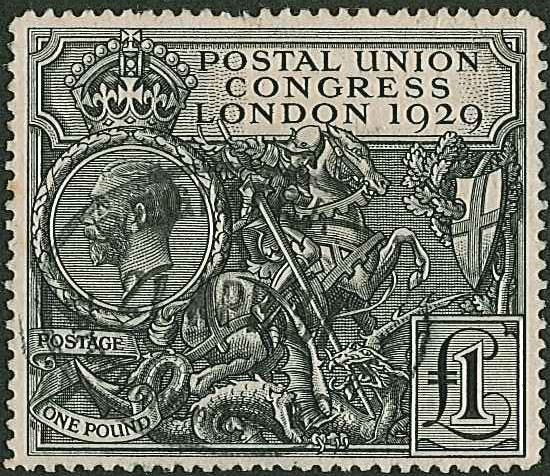 POSTAL UNION
CONGRESS
LONDON 1929
POSTAGE
ONE POUND
£1